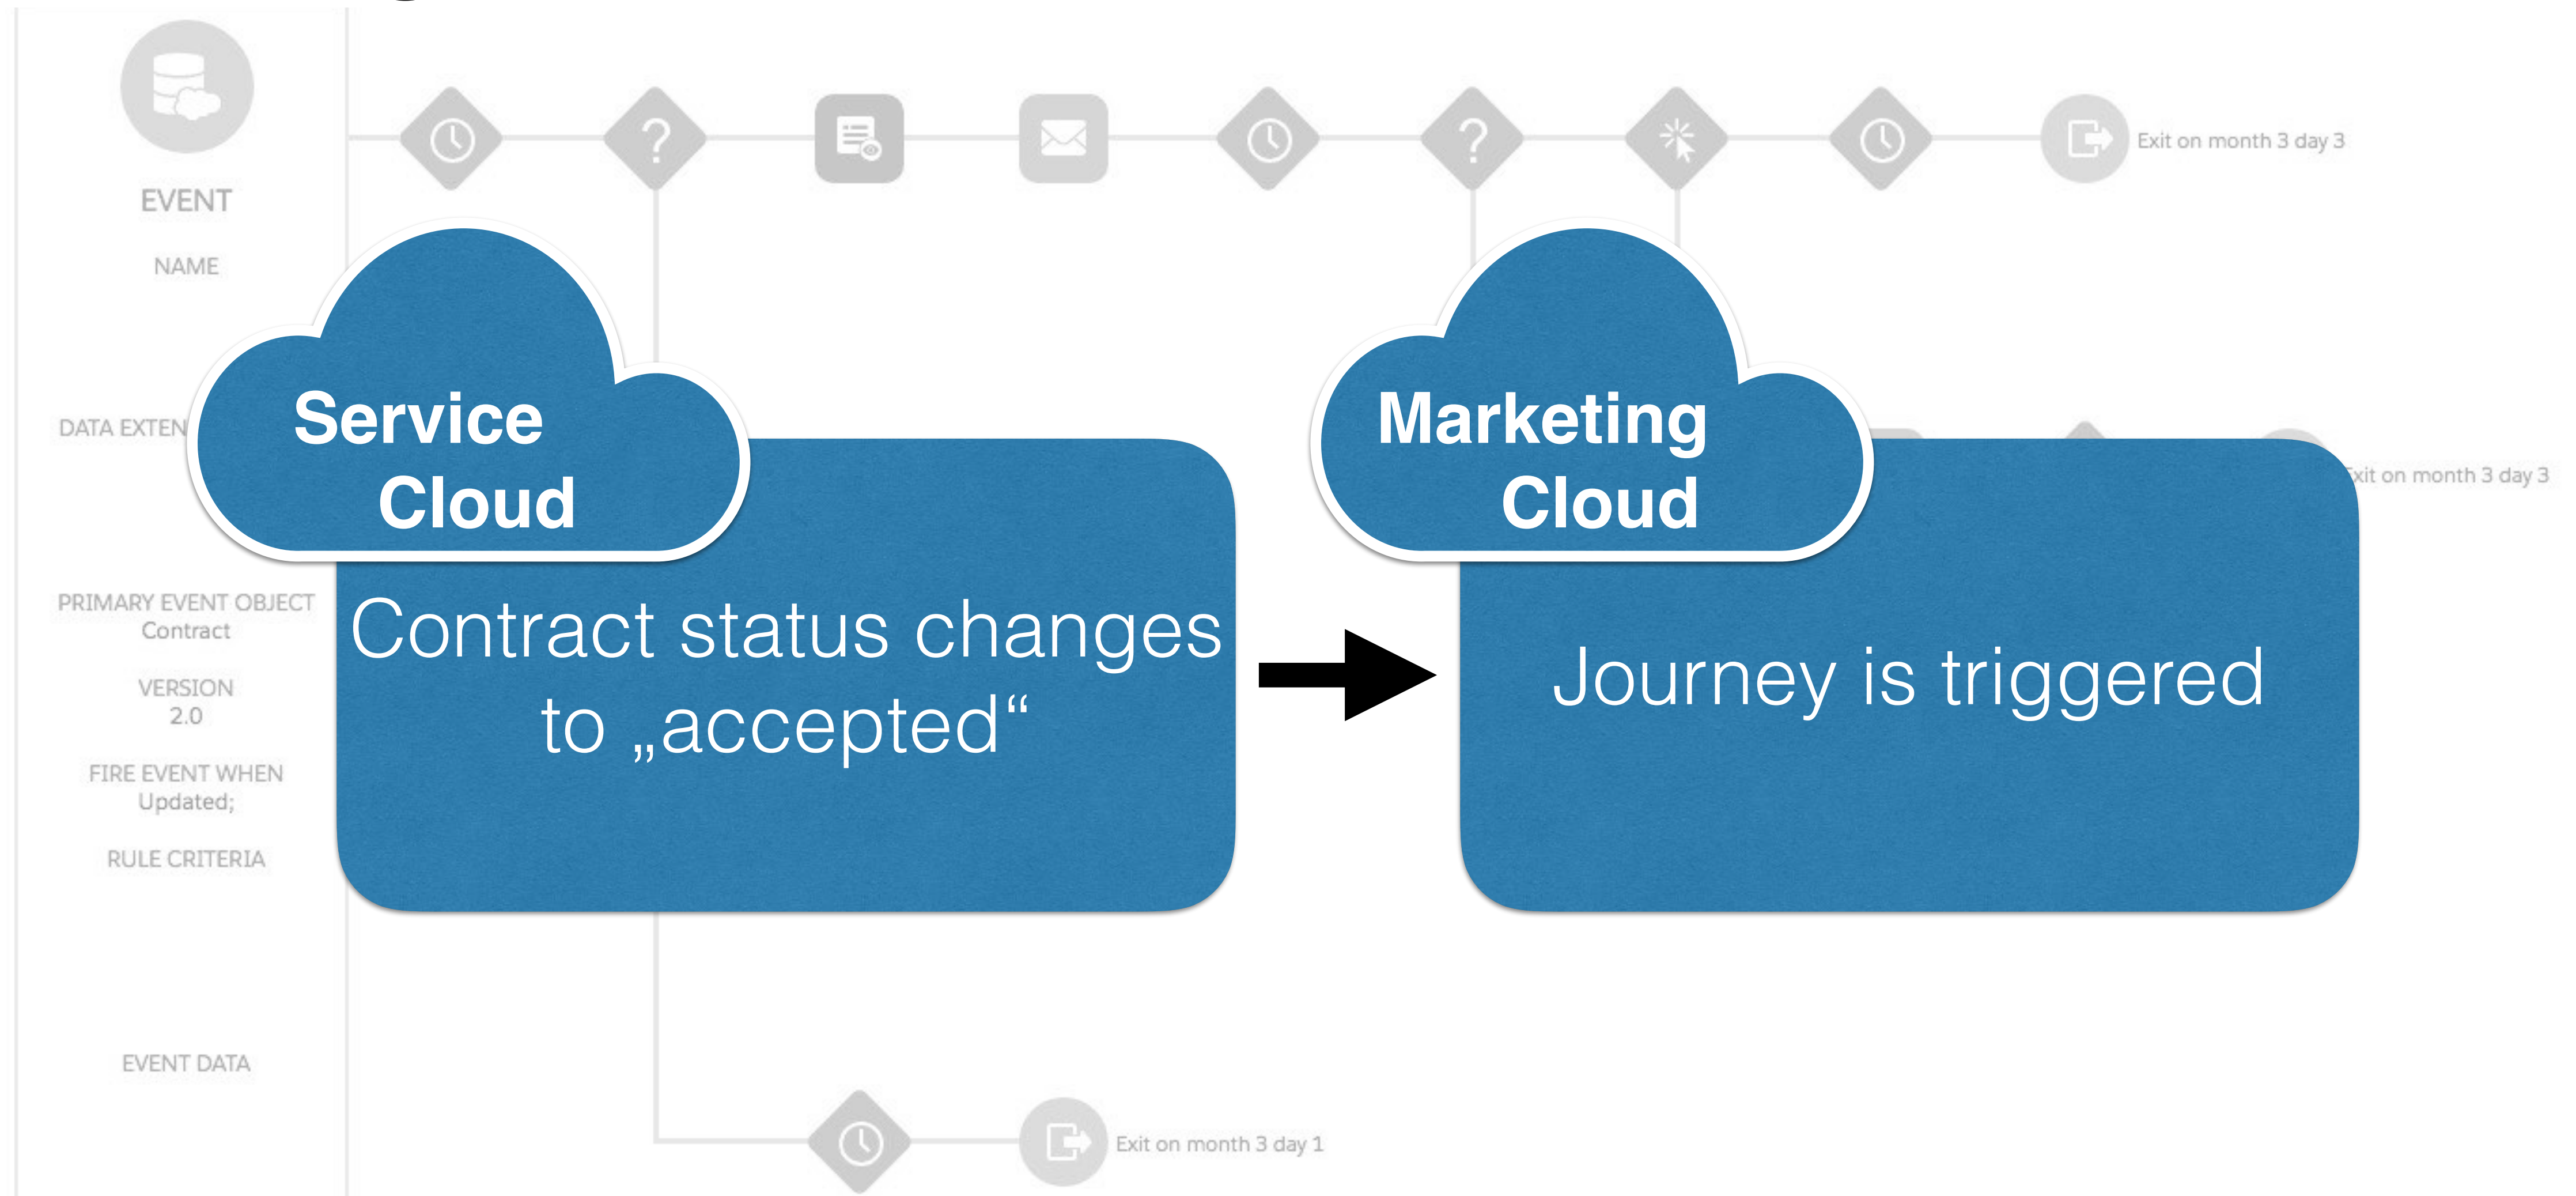 EVENT
NAME
DATA EXTEN
PRIMARY EVENT OBJECT
Contract
VERSION
2.0
FIRE EVENT WHEN
Updated;
RULE CRITERIA
EVENT DATA
Exit on month 3 day 3
Service
Cloud
Contract status changes
to „accepted“
Marketing
Cloud
Journey is triggered
xit on month 3 day 3
Exit on month 3 day 1